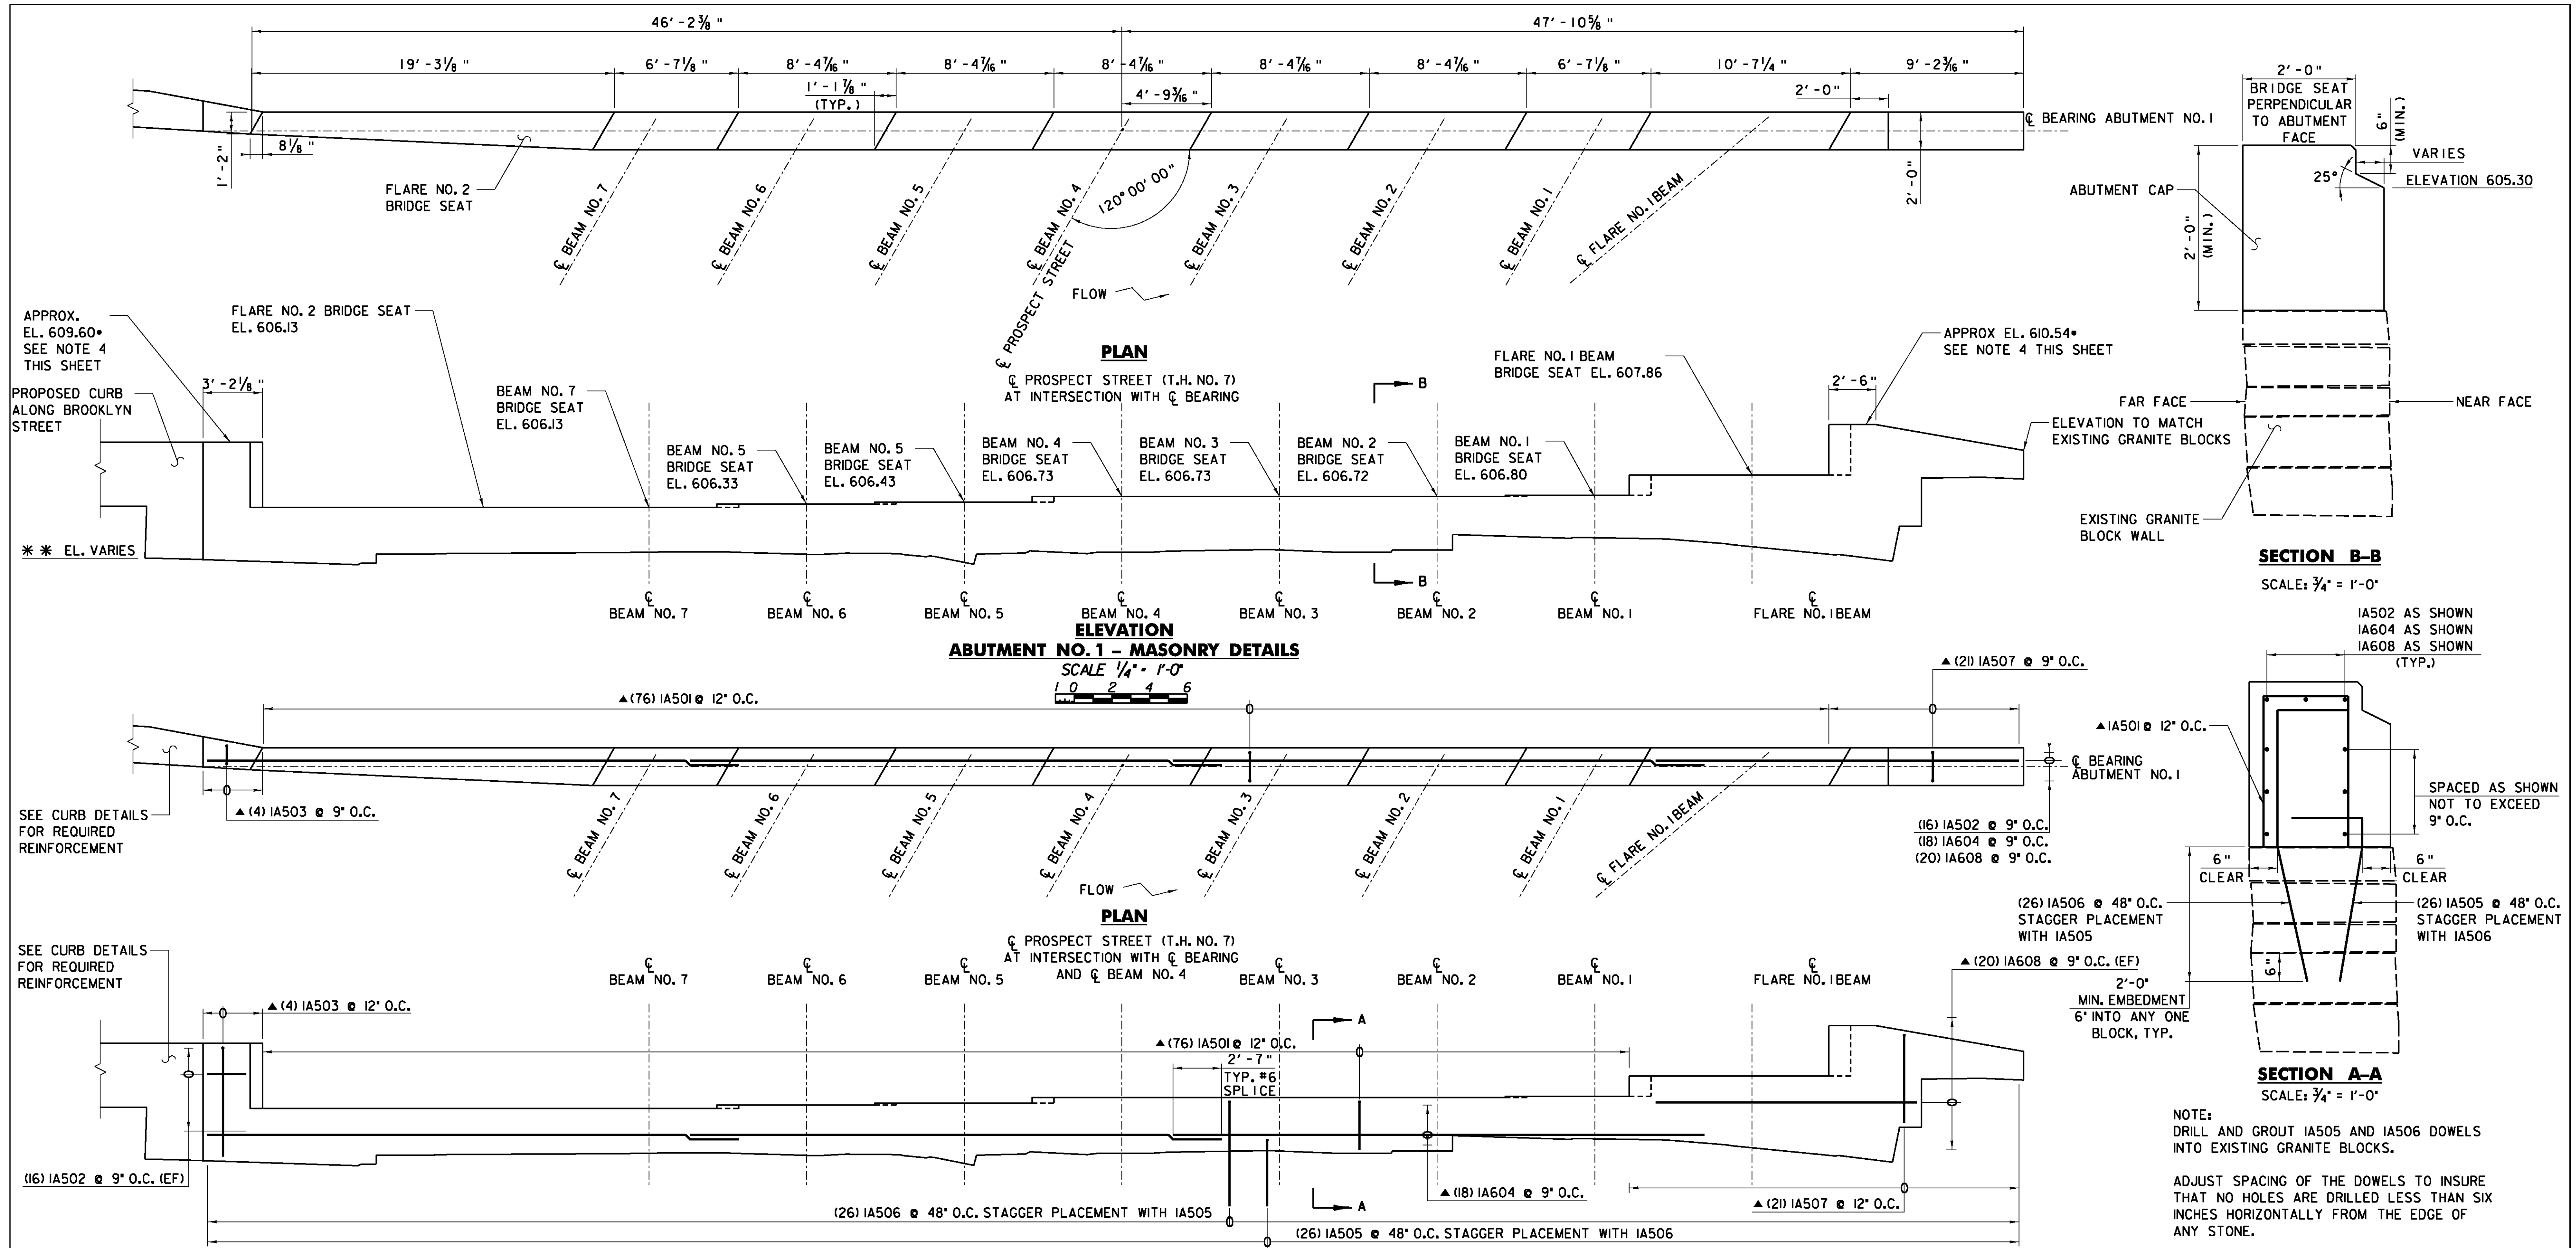 46'-2⅜"
47'-10⅝"
19'-3⅛"
6'-7⅛"
8'-4 7/16"
8'-4 7/16"
8'-4 7/16"
8'-4 7/16"
8'-4 7/16"
6'-7⅛"
10'-7¼"
9'-2 3/16"
1'-1⅞"
(TYP.)
4'-9 3/16"
2'-0"
℄ BEARING ABUTMENT NO. 1
1'-2"
8⅛"
2'-0"
FLARE NO. 2
BRIDGE SEAT
℄ BEAM NO. 7
℄ BEAM NO. 6
℄ BEAM NO. 5
℄ BEAM NO. 4
℄ PROSPECT STREET
120° 00' 00"
℄ BEAM NO. 3
℄ BEAM NO. 2
℄ BEAM NO. 1
℄ FLARE NO. 1 BEAM
FLOW
PLAN
℄ PROSPECT STREET (T.H. NO. 7)
AT INTERSECTION WITH ℄ BEARING
2'-0"
BRIDGE SEAT
PERPENDICULAR
TO ABUTMENT
FACE
6"
(MIN.)
VARIES
25°
ELEVATION 605.30
ABUTMENT CAP
2'-0"
(MIN.)
FAR FACE
NEAR FACE
EXISTING GRANITE
BLOCK WALL
SECTION B-B
SCALE: ¾" = 1'-0"
APPROX.
EL. 609.60*
SEE NOTE 4
THIS SHEET
PROPOSED CURB
ALONG BROOKLYN
STREET
3'-2⅛"
FLARE NO. 2 BRIDGE SEAT
EL. 606.13
BEAM NO. 7
BRIDGE SEAT
EL. 606.13
BEAM NO. 5
BRIDGE SEAT
EL. 606.33
BEAM NO. 5
BRIDGE SEAT
EL. 606.43
BEAM NO. 4
BRIDGE SEAT
EL. 606.73
BEAM NO. 3
BRIDGE SEAT
EL. 606.73
BEAM NO. 2
BRIDGE SEAT
EL. 606.72
BEAM NO. 1
BRIDGE SEAT
EL. 606.80
FLARE NO. 1 BEAM
BRIDGE SEAT EL. 607.86
APPROX EL. 610.54*
SEE NOTE 4 THIS SHEET
2'-6"
ELEVATION TO MATCH
EXISTING GRANITE BLOCKS
B
B
** EL. VARIES
℄
BEAM NO. 7
℄
BEAM NO. 6
℄
BEAM NO. 5
℄
BEAM NO. 4
℄
BEAM NO. 3
℄
BEAM NO. 2
℄
BEAM NO. 1
℄
FLARE NO. 1 BEAM
ELEVATION
ABUTMENT NO. 1 – MASONRY DETAILS
SCALE ¼" = 1'-0"
1 0 2 4 6
▲(76) 1A501 @ 12" O.C.
▲(21) 1A507 @ 9" O.C.
℄ BEARING
ABUTMENT NO. 1
SEE CURB DETAILS
FOR REQUIRED
REINFORCEMENT
▲(4) 1A503 @ 9" O.C.
℄ BEAM NO. 7
℄ BEAM NO. 6
℄ BEAM NO. 5
℄ BEAM NO. 4
℄ BEAM NO. 3
℄ BEAM NO. 2
℄ BEAM NO. 1
℄ FLARE NO. 1 BEAM
(16) 1A502 @ 9" O.C.
(18) 1A604 @ 9" O.C.
(20) 1A608 @ 9" O.C.
FLOW
PLAN
℄ PROSPECT STREET (T.H. NO. 7)
AT INTERSECTION WITH ℄ BEARING
AND ℄ BEAM NO. 4
1A502 AS SHOWN
1A604 AS SHOWN
1A608 AS SHOWN
(TYP.)
▲1A501 @ 12" O.C.
SPACED AS SHOWN
NOT TO EXCEED
9" O.C.
6"
CLEAR
6"
CLEAR
(26) 1A506 @ 48" O.C.
STAGGER PLACEMENT
WITH 1A505
(26) 1A505 @ 48" O.C.
STAGGER PLACEMENT
WITH 1A506
6"
2'-0"
MIN. EMBEDMENT
6" INTO ANY ONE
BLOCK, TYP.
SECTION A-A
SCALE: ¾" = 1'-0"
SEE CURB DETAILS
FOR REQUIRED
REINFORCEMENT
▲(4) 1A503 @ 12" O.C.
℄
BEAM NO. 7
℄
BEAM NO. 6
℄
BEAM NO. 5
℄
BEAM NO. 3
℄
BEAM NO. 2
℄
BEAM NO. 1
℄
FLARE NO. 1 BEAM
▲(20) 1A608 @ 9" O.C. (EF)
A
A
▲(76) 1A501 @ 12" O.C.
2'-7"
TYP. #6
SPLICE
(16) 1A502 @ 9" O.C. (EF)
▲(18) 1A604 @ 9" O.C.
▲(21) 1A507 @ 12" O.C.
(26) 1A506 @ 48" O.C. STAGGER PLACEMENT WITH 1A505
(26) 1A505 @ 48" O.C. STAGGER PLACEMENT WITH 1A506
NOTE:
DRILL AND GROUT 1A505 AND 1A506 DOWELS
INTO EXISTING GRANITE BLOCKS.
ADJUST SPACING OF THE DOWELS TO INSURE
THAT NO HOLES ARE DRILLED LESS THAN SIX
INCHES HORIZONTALLY FROM THE EDGE OF
ANY STONE.